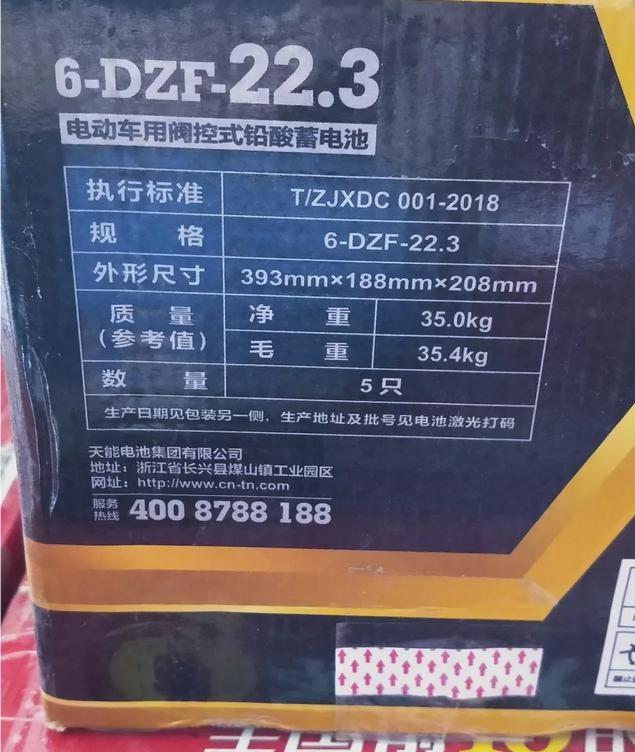 6-DZF-22.3
电动车用阀控式铅酸蓄电池
执行标准 T/ZJXDC 001-2018
规 格 6-DZF-22.3
外形尺寸 393mm×188mm×208mm
质 量 (参考值) 净 重 35.0kg
毛 重 35.4kg
数 量 5只
生产日期见包装另一侧，生产地址及批号见电池激光打码
天能电池集团有限公司
地址：浙江省长兴县煤山镇工业园区
网址：http://www.cn-tn.com
服务热线 400 8788 188